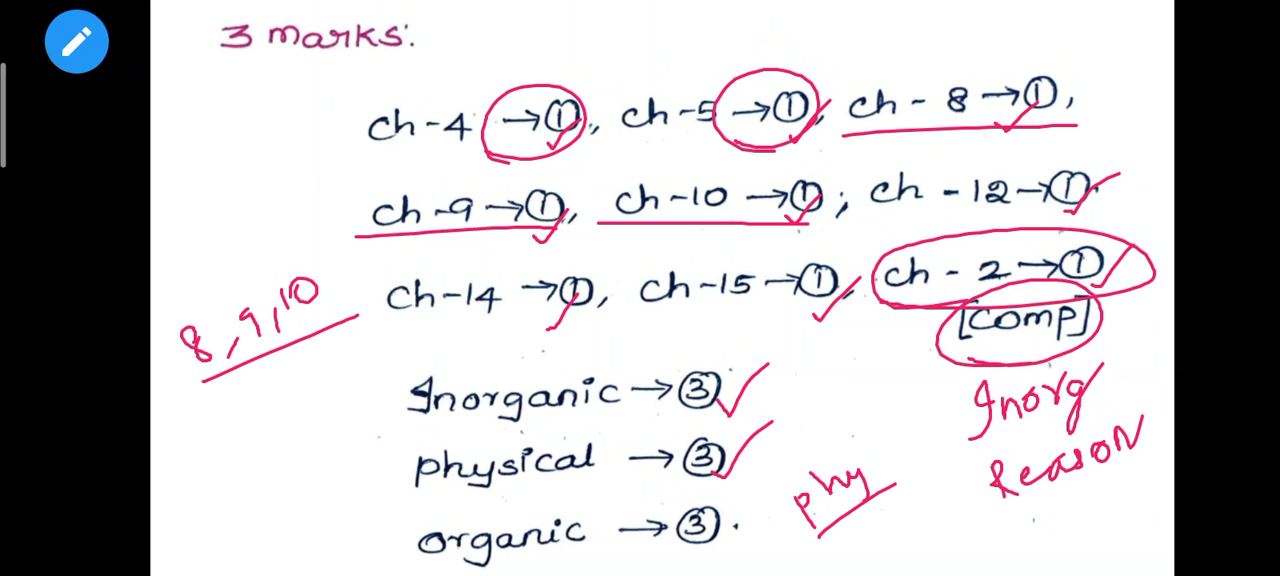 3 marks:
ch-4 →①, ch-5 →①, ch - 8 →①,
ch-9 →①, ch-10 →①; ch - 12→①.
ch-14 →①, ch-15→①, ch - 2→①
[comp]
8, 9, 10
Inorganic →③
Inorg
physical →③
Reason
phy
organic →③.